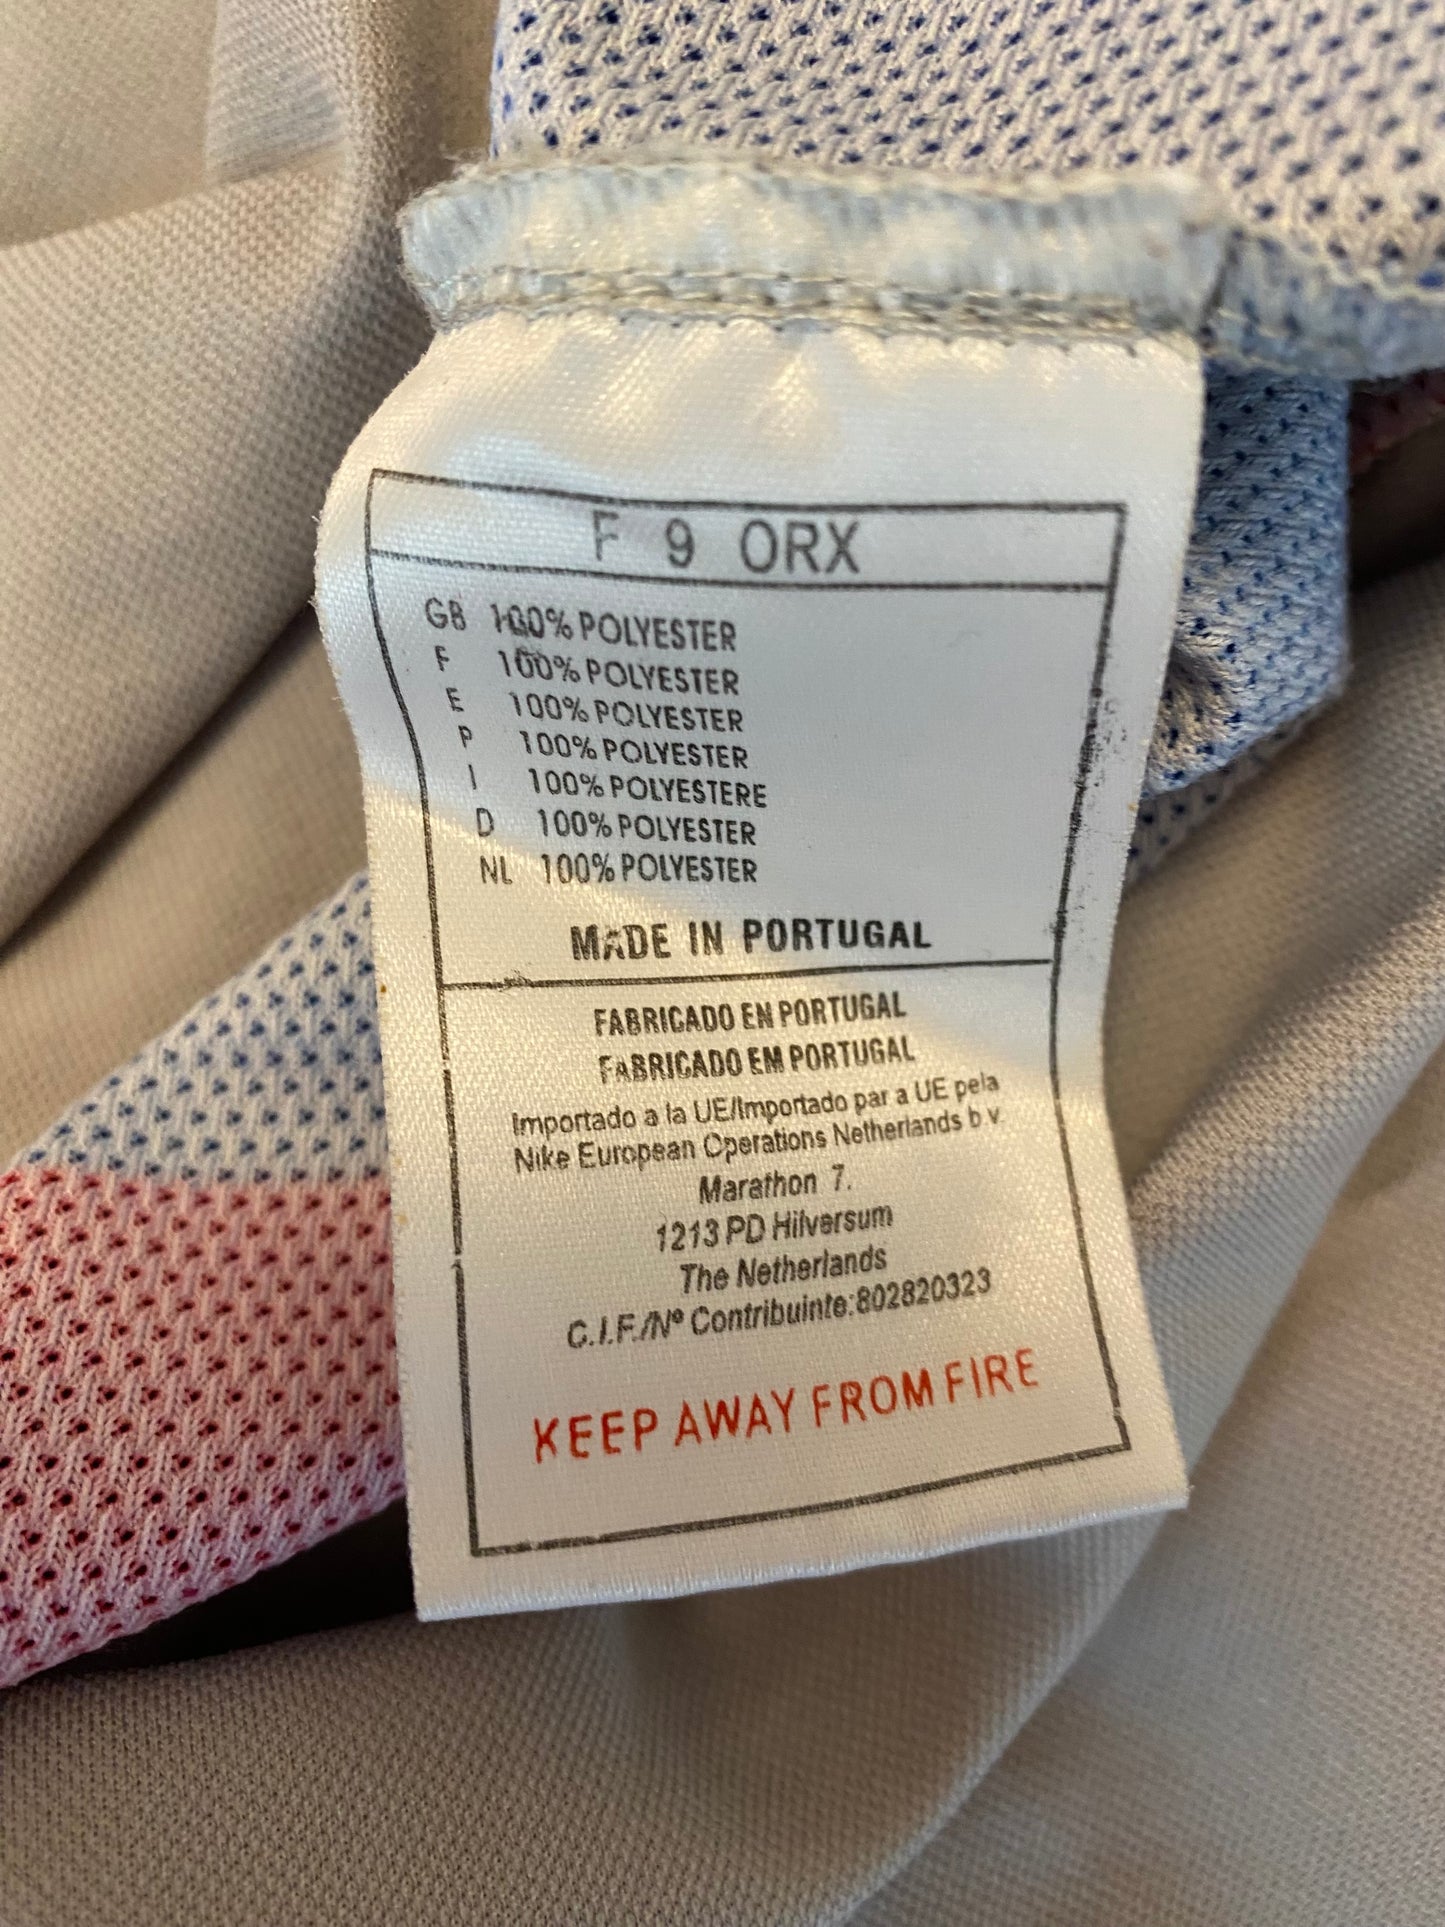 F 9 ORX
GB 100% POLYESTER
F 100% POLYESTER
E 100% POLYESTER
P 100% POLYESTER
I 100% POLYESTERE
D 100% POLYESTER
NL 100% POLYESTER
MADE IN PORTUGAL
FABRICADO EN PORTUGAL
FABRICADO EM PORTUGAL
Importado a la UE/Importado par a UE pela
Nike European Operations Netherlands b.v.
Marathon 7.
1213 PD Hilversum
The Netherlands
C.I.F./Nº Contribuinte:802820323
KEEP AWAY FROM FIRE